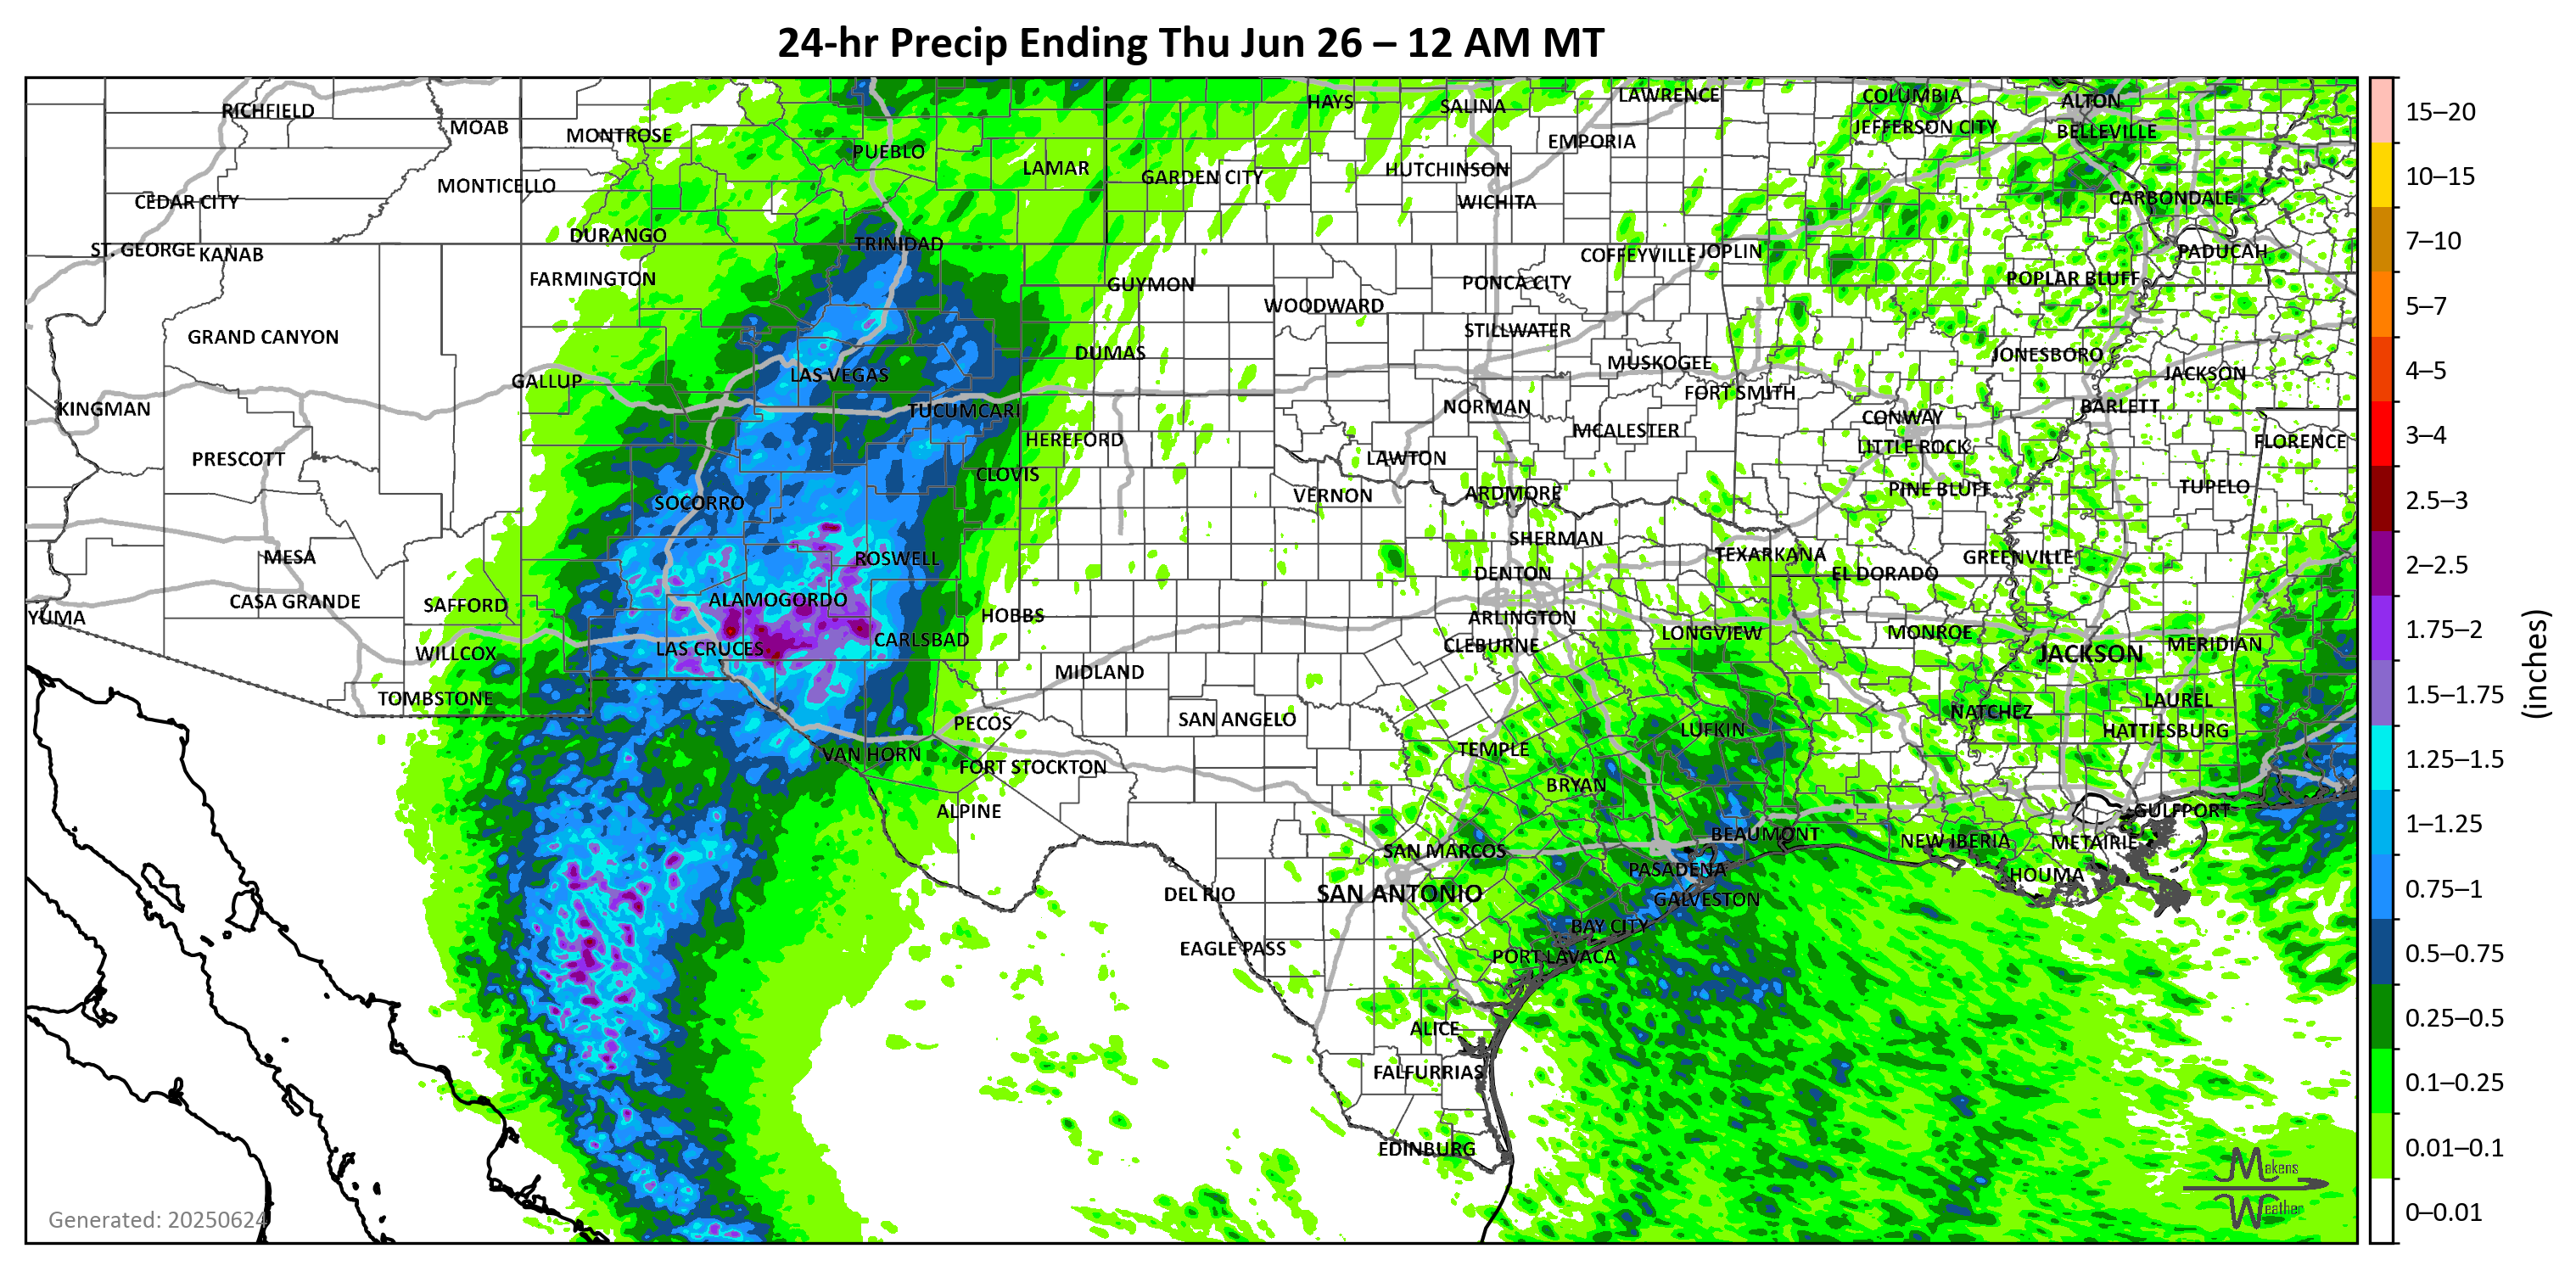 24-hr Precip Ending Thu Jun 26 – 12 AM MT
RICHFIELD
MOAB
MONTROSE
PUEBLO
LAMAR
HAYS
SALINA
LAWRENCE
COLUMBIA
ALTON
JEFFERSON CITY
BELLEVILLE
EMPORIA
HUTCHINSON
GARDEN CITY
MONTICELLO
CEDAR CITY
WICHITA
CARBONDALE
DURANGO
TRINIDAD
ST. GEORGE
KANAB
COFFEYVILLE
JOPLIN
PADUCAH
FARMINGTON
GUYMON
PONCA CITY
POPLAR BLUFF
WOODWARD
GRAND CANYON
STILLWATER
DUMAS
JONESBORO
MUSKOGEE
JACKSON
LAS VEGAS
GALLUP
FORT SMITH
KINGMAN
TUCUMCARI
NORMAN
BARLETT
CONWAY
HEREFORD
MCALESTER
LITTLE ROCK
FLORENCE
PRESCOTT
LAWTON
CLOVIS
SOCORRO
VERNON
ARDMORE
PINE BLUFF
TUPELO
SHERMAN
MESA
ROSWELL
TEXARKANA
GREENVILLE
DENTON
EL DORADO
CASA GRANDE
SAFFORD
ALAMOGORDO
HOBBS
ARLINGTON
YUMA
CARLSBAD
LONGVIEW
MONROE
WILLCOX
LAS CRUCES
CLEBURNE
JACKSON
MERIDIAN
MIDLAND
TOMBSTONE
LAUREL
PECOS
SAN ANGELO
NATCHEZ
LUFKIN
HATTIESBURG
VAN HORN
TEMPLE
FORT STOCKTON
BRYAN
ALPINE
GULFPORT
BEAUMONT
NEW IBERIA
METAIRIE
SAN MARCOS
PASADENA
HOUMA
DEL RIO
SAN ANTONIO
GALVESTON
BAY CITY
EAGLE PASS
PORT LAVACA
ALICE
FALFURRIAS
EDINBURG
Generated: 20250624
Makens
Weather
15–20
10–15
7–10
5–7
4–5
3–4
2.5–3
2–2.5
1.75–2
1.5–1.75
1.25–1.5
1–1.25
0.75–1
0.5–0.75
0.25–0.5
0.1–0.25
0.01–0.1
0–0.01
(inches)